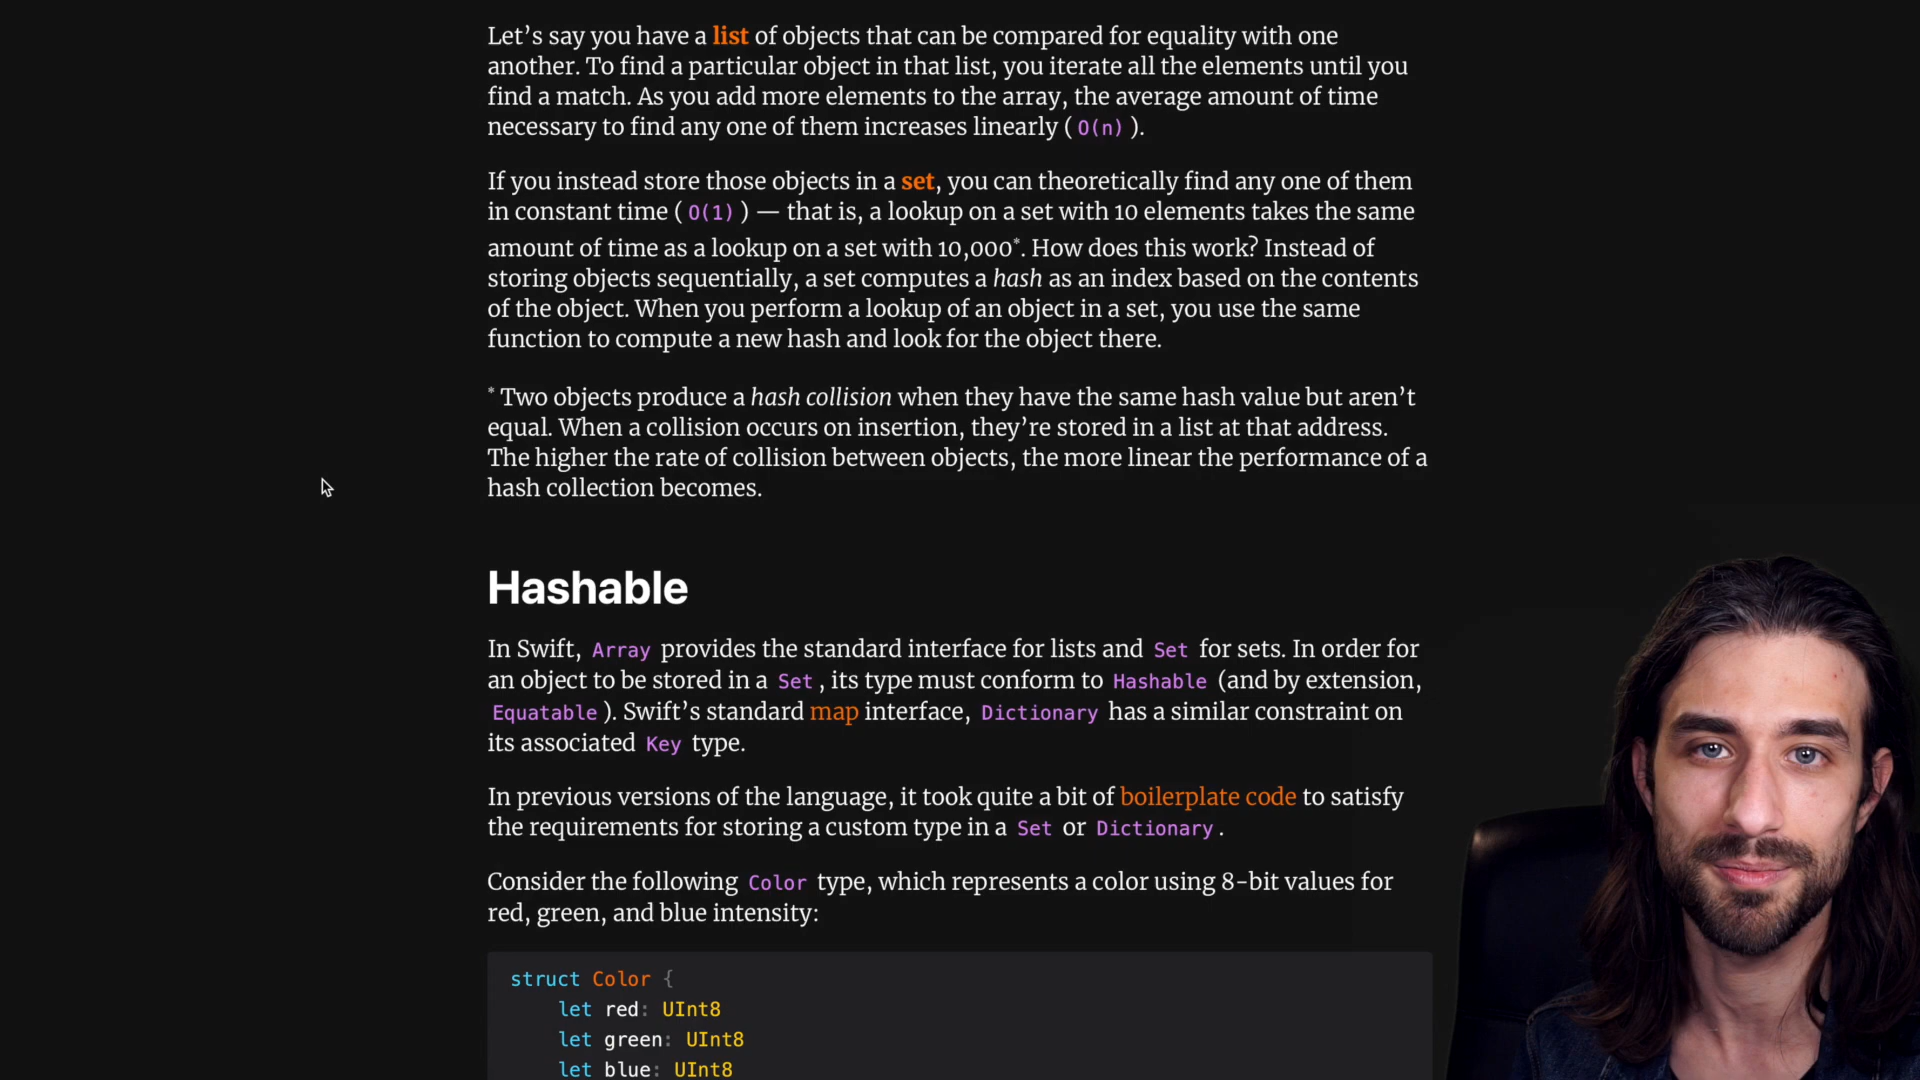 Let’s say you have a list of objects that can be compared for equality with one
another. To find a particular object in that list, you iterate all the elements until you
find a match. As you add more elements to the array, the average amount of time
necessary to find any one of them increases linearly ( O(n) ).
If you instead store those objects in a set, you can theoretically find any one of them
in constant time ( O(1) ) — that is, a lookup on a set with 10 elements takes the same
amount of time as a lookup on a set with 10,000*. How does this work? Instead of
storing objects sequentially, a set computes a hash as an index based on the contents
of the object. When you perform a lookup of an object in a set, you use the same
function to compute a new hash and look for the object there.
* Two objects produce a hash collision when they have the same hash value but aren’t
equal. When a collision occurs on insertion, they’re stored in a list at that address.
The higher the rate of collision between objects, the more linear the performance of a
hash collection becomes.
Hashable
In Swift, Array provides the standard interface for lists and Set for sets. In order for
an object to be stored in a Set , its type must conform to Hashable (and by extension,
Equatable ). Swift’s standard map interface, Dictionary has a similar constraint on
its associated Key type.
In previous versions of the language, it took quite a bit of boilerplate code to satisfy
the requirements for storing a custom type in a Set or Dictionary .
Consider the following Color type, which represents a color using 8-bit values for
red, green, and blue intensity:
struct Color {
let red: UInt8
let green: UInt8
let blue: UInt8